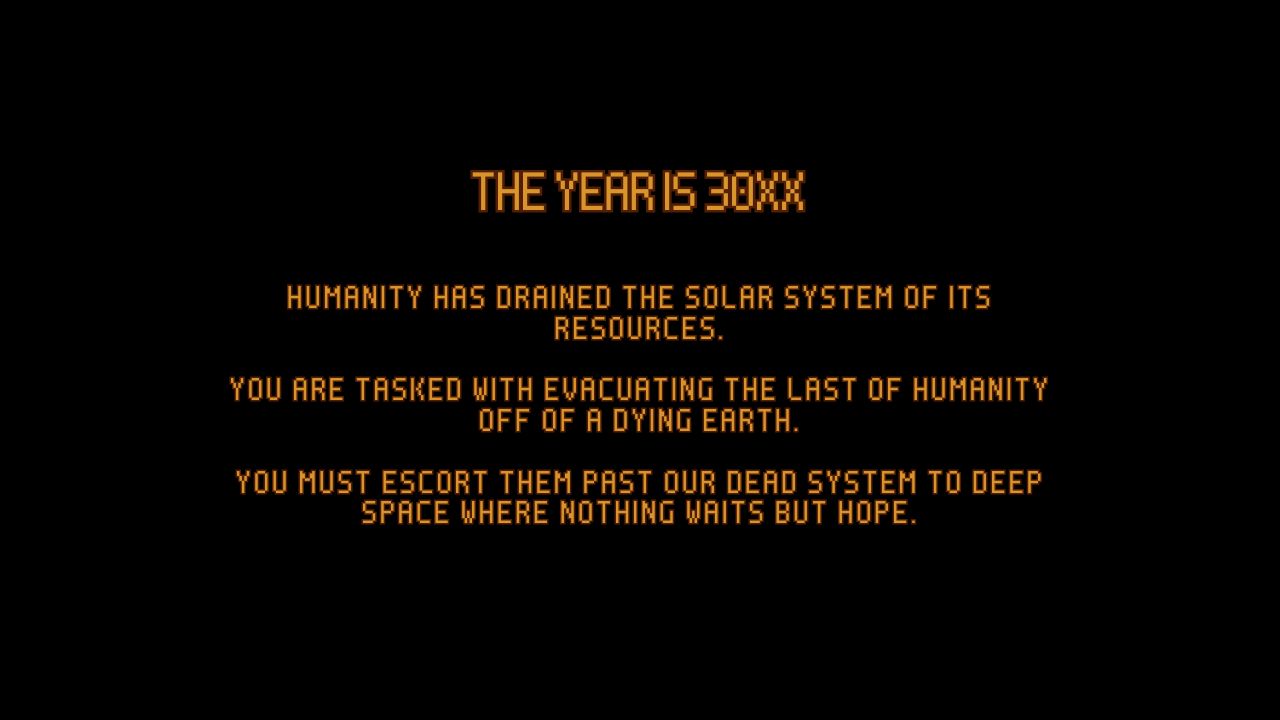 THE YEAR IS 30XX
HUMANITY HAS DRAINED THE SOLAR SYSTEM OF ITS
RESOURCES.
YOU ARE TASKED WITH EVACUATING THE LAST OF HUMANITY
OFF OF A DYING EARTH.
YOU MUST ESCORT THEM PAST OUR DEAD SYSTEM TO DEEP
SPACE WHERE NOTHING WAITS BUT HOPE.